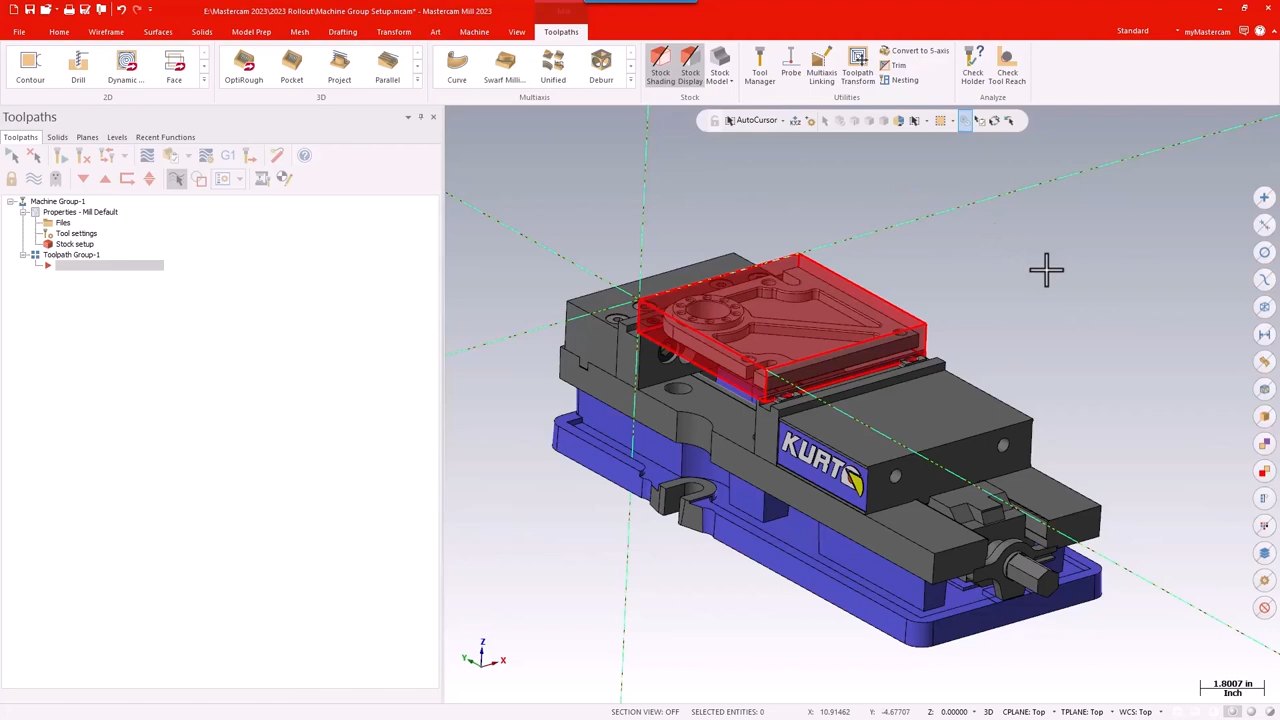 E:\Mastercam 2023\2023 Rollout\Machine Group Setup.mcam* - Mastercam Mill 2023
File Home Wireframe Surfaces Solids Model Prep Mesh Drafting Transform Art Machine View Toolpaths Standard myMastercam
Contour Drill Dynamic ... Face OptiRough Pocket Project Parallel Curve Swarf Milli... Unified Deburr Stock Shading Stock Display Stock Model Tool Manager Probe Multiaxis Linking Toolpath Transform Convert to 5-axis Trim Nesting Check Holder Check Tool Reach
2D 3D Multiaxis Stock Utilities Analyze
Toolpaths
AutoCursor
Toolpaths Solids Planes Levels Recent Functions
G1
Machine Group-1
Properties - Mill Default
Files
Tool settings
Stock setup
Toolpath Group-1
KURT
Z
Y X
1.8007 in
Inch
SECTION VIEW: OFF SELECTED ENTITIES: 0 X: 10.91462 Y: -4.67707 Z: 0.00000 3D CPLANE: Top TPLANE: Top WCS: Top